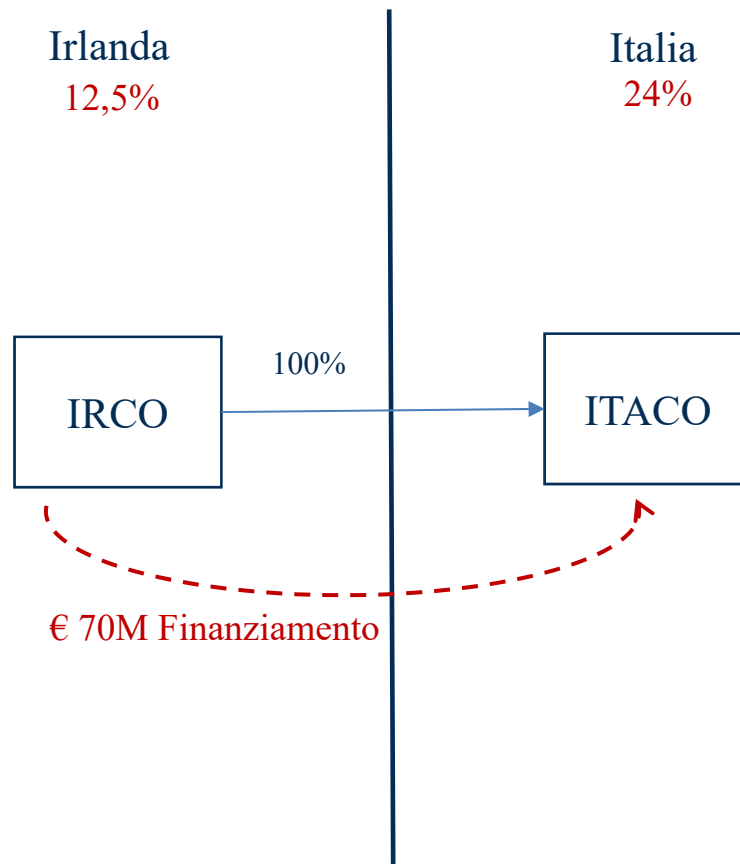 Irlanda
12,5%
Italia
24%
100%
IRCO
ITACO
€ 70M Finanziamento